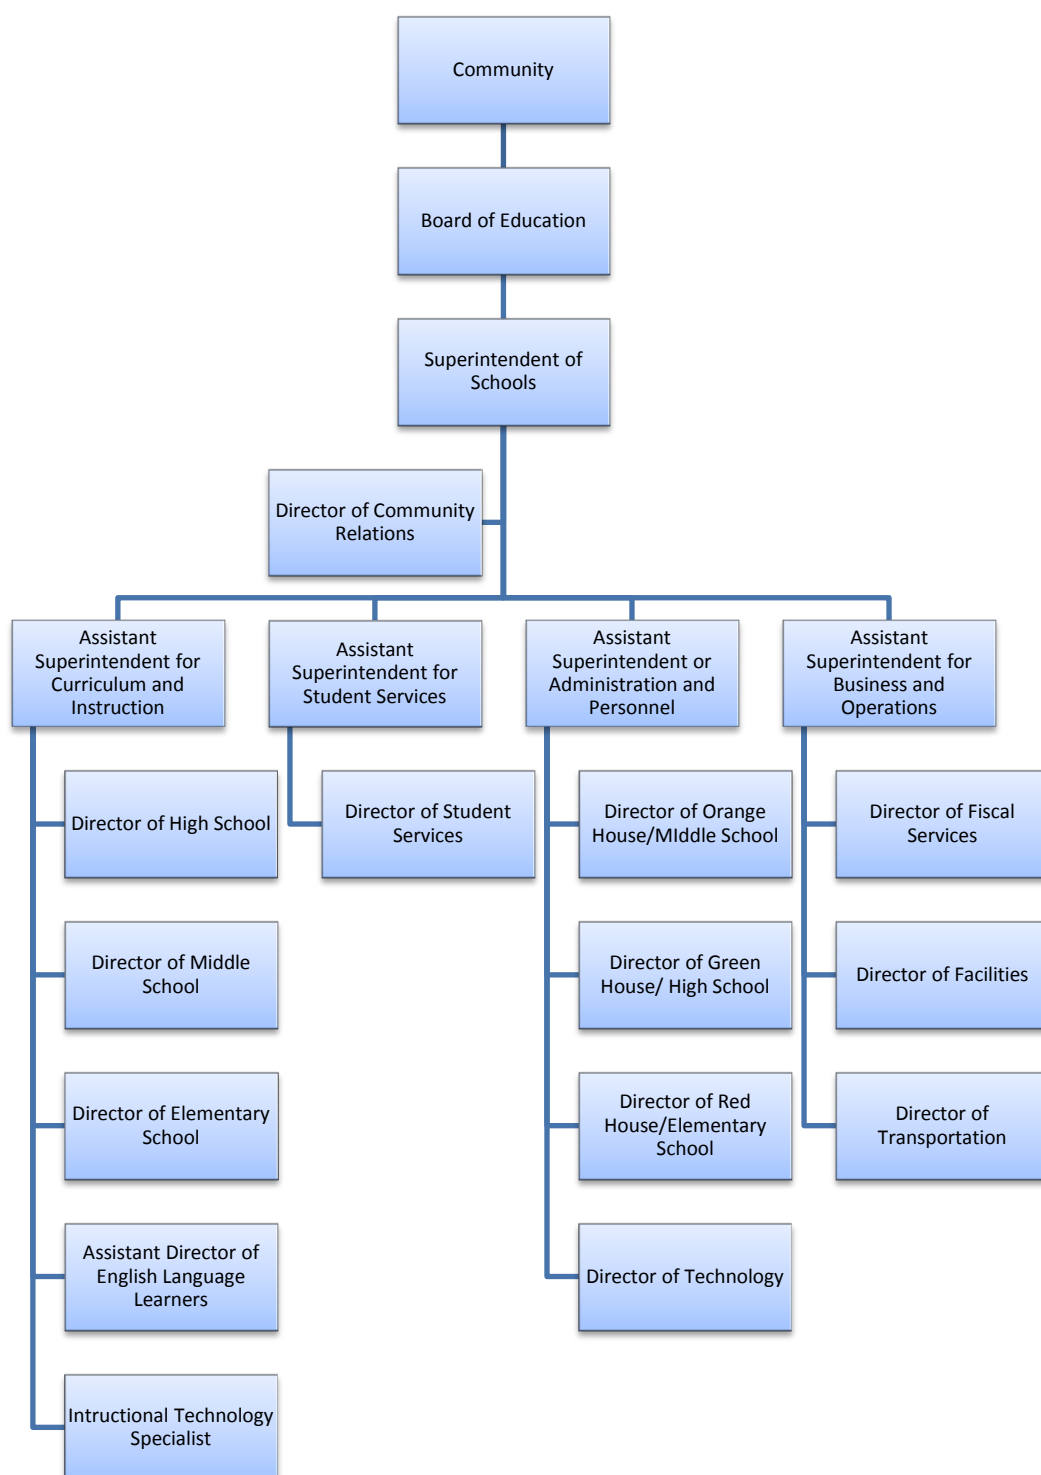 Community
Board of Education
Superintendent of
Schools
Director of Community
Relations
Assistant
Superintendent for
Curriculum and
Instruction
Assistant
Superintendent for
Student Services
Assistant
Superintendent or
Administration and
Personnel
Assistant
Superintendent for
Business and
Operations
Director of High School
Director of Student
Services
Director of Orange
House/MIddle School
Director of Fiscal
Services
Director of Middle
School
Director of Green
House/ High School
Director of Facilities
Director of Elementary
School
Director of Red
House/Elementary
School
Director of
Transportation
Assistant Director of
English Language
Learners
Director of Technology
Intructional Technology
Specialist